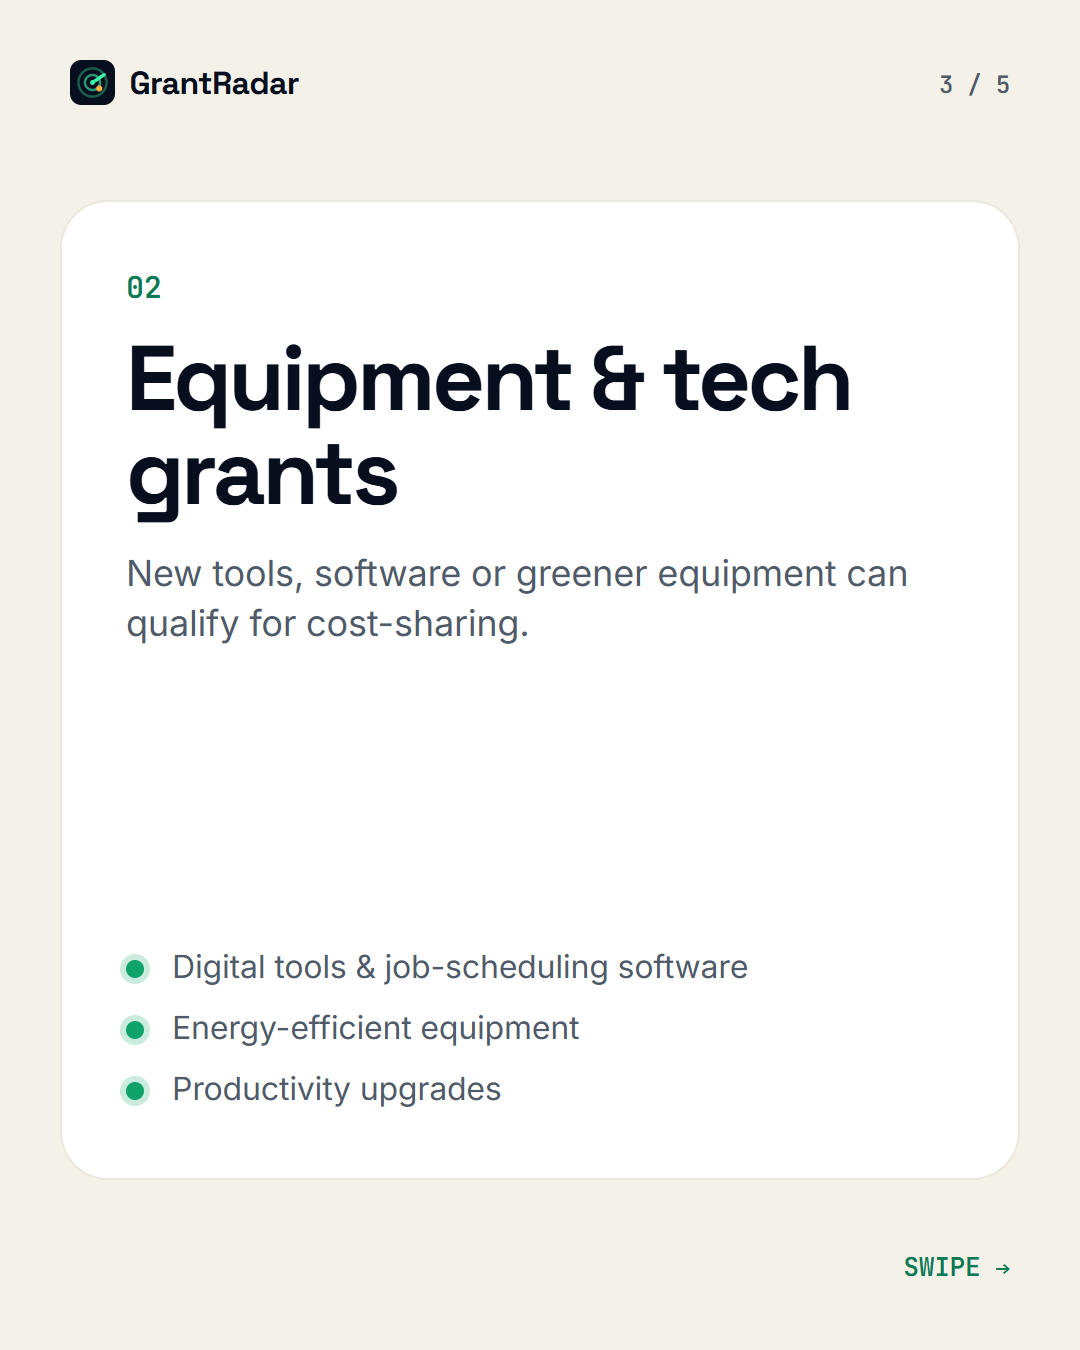 GrantRadar
3 / 5
02
Equipment & tech
grants
New tools, software or greener equipment can
qualify for cost-sharing.
Digital tools & job-scheduling software
Energy-efficient equipment
Productivity upgrades
SWIPE →